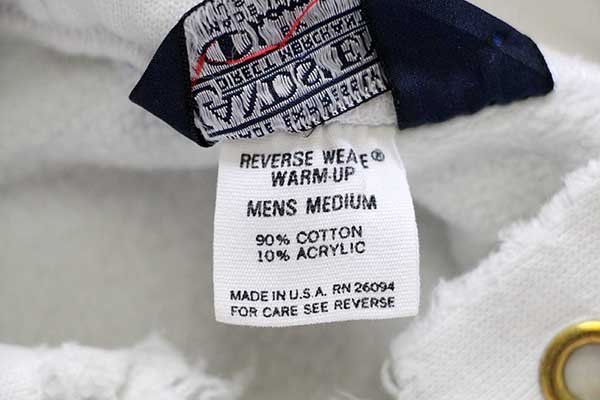 REVERSE WEAVE®
WARM-UP
MENS MEDIUM
90% COTTON
10% ACRYLIC
MADE IN U.S.A. RN 26094
FOR CARE SEE REVERSE